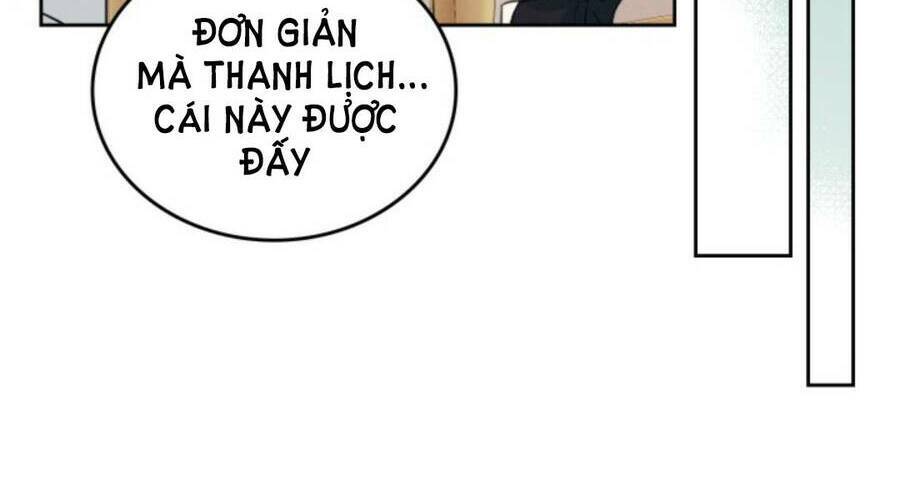 ĐƠN GIẢN
MÀ THANH LỊCH...
CÁI NÀY ĐƯỢC
ĐẤY